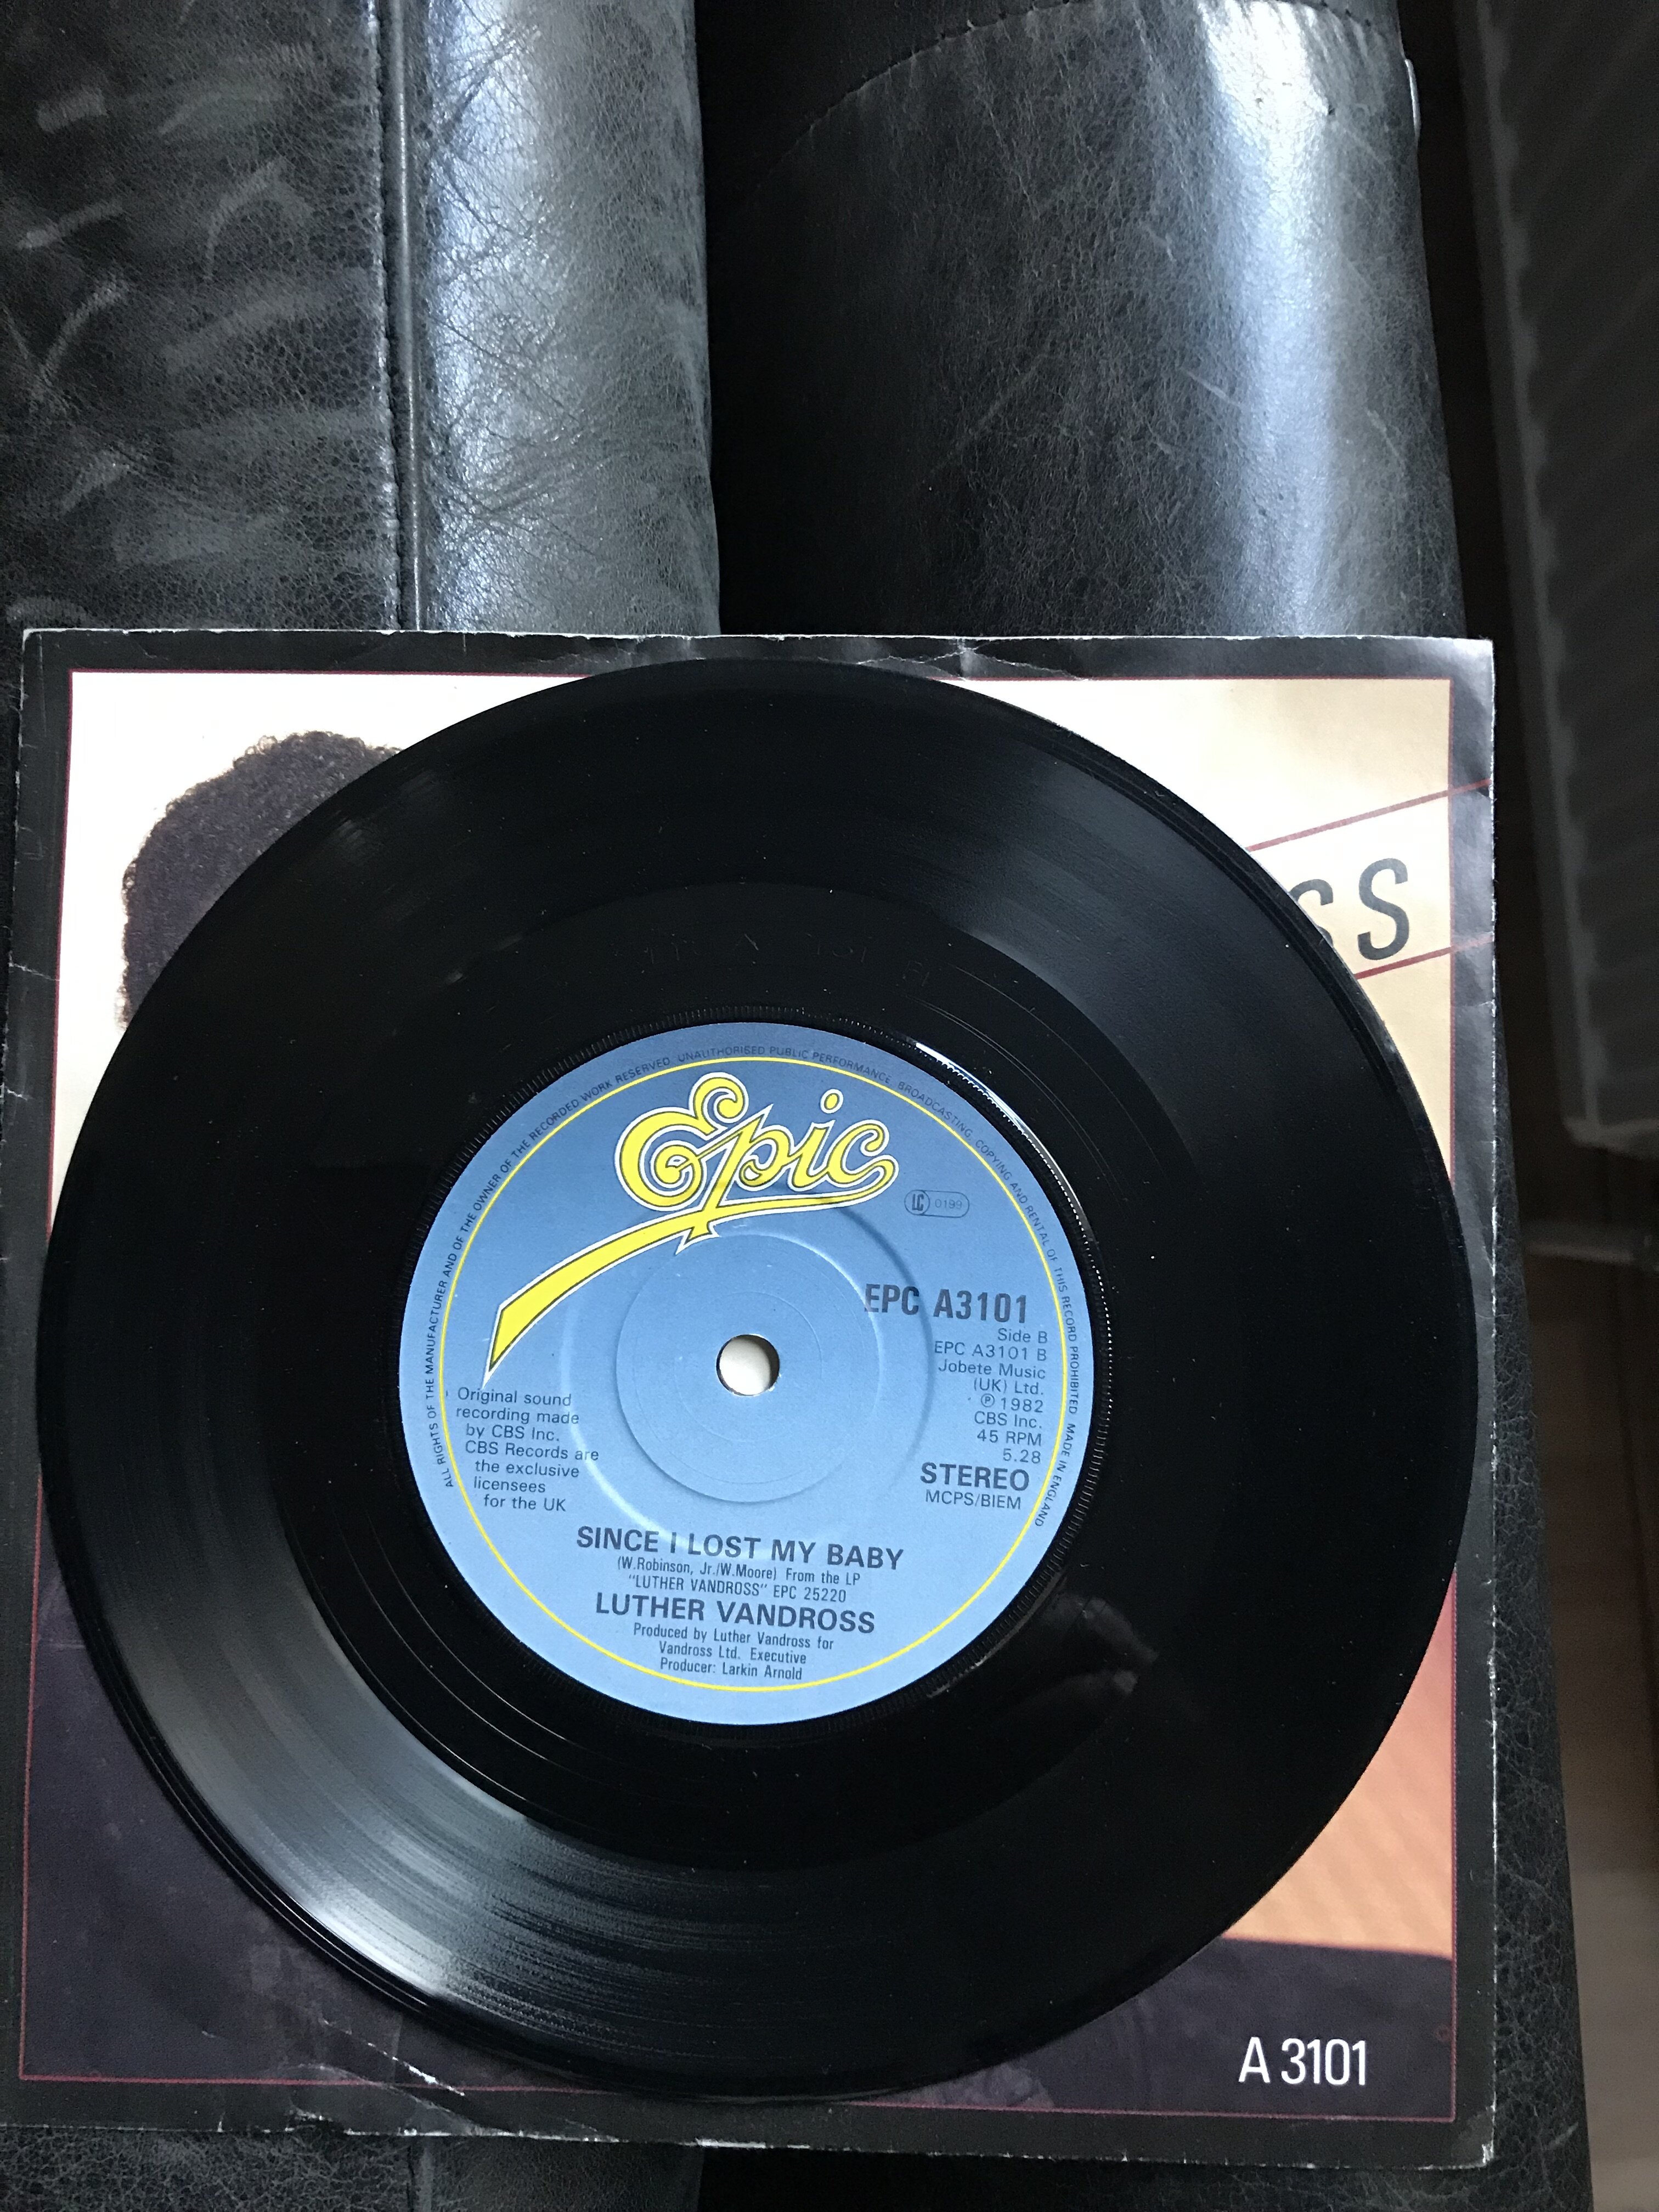 SS
ALL RIGHTS OF THE MANUFACTURER AND OF THE OWNER OF THE RECORDED WORK RESERVED. UNAUTHORISED PUBLIC PERFORMANCE, BROADCASTING, COPYING AND RENTAL OF THIS RECORD PROHIBITED. MADE IN ENGLAND
Epic
LC 0199
EPC A3101
Side B
EPC A3101 B
Jobete Music
(UK) Ltd.
℗ 1982
CBS Inc.
45 RPM
5.28
STEREO
MCPS/BIEM
Original sound
recording made
by CBS Inc.
CBS Records are
the exclusive
licensees
for the UK
SINCE I LOST MY BABY
(W.Robinson, Jr./W.Moore) From the LP
"LUTHER VANDROSS" EPC 25220
LUTHER VANDROSS
Produced by Luther Vandross for
Vandross Ltd. Executive
Producer: Larkin Arnold
A 3101